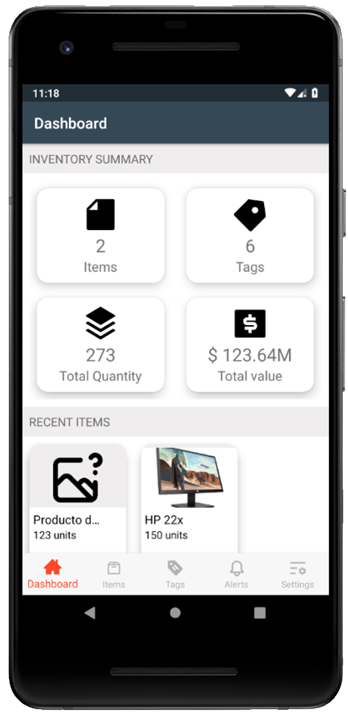 11:18
Dashboard
INVENTORY SUMMARY
2
Items
6
Tags
273
Total Quantity
$ 123.64M
Total value
RECENT ITEMS
Producto d...
123 units
HP 22x
150 units
Dashboard
Items
Tags
Alerts
Settings